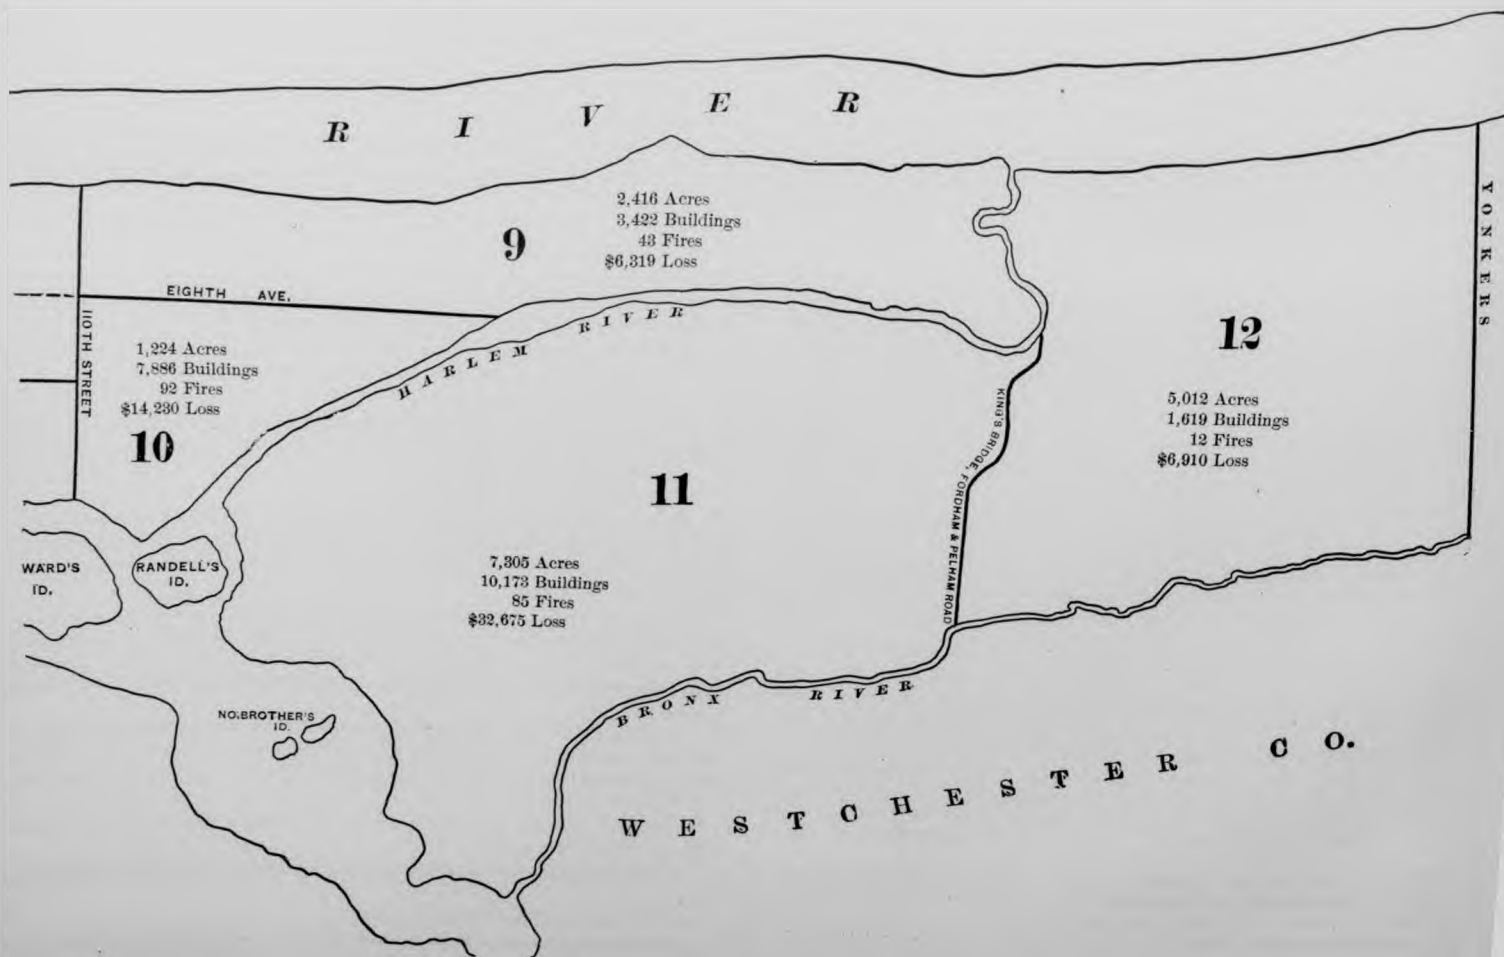 RIVER
YONKERS
9
2,416 Acres
3,422 Buildings
43 Fires
$6,319 Loss
EIGHTH AVE.
110TH STREET
1,224 Acres
7,886 Buildings
92 Fires
$14,230 Loss
10
HARLEM RIVER
12
5,012 Acres
1,619 Buildings
12 Fires
$6,910 Loss
KING'S BRIDGE, FORDHAM & PELHAM ROAD
11
7,305 Acres
10,173 Buildings
85 Fires
$32,675 Loss
WARD'S
ID.
RANDELL'S
ID.
NO.BROTHER'S
ID.
BRONX RIVER
WESTCHESTER CO.